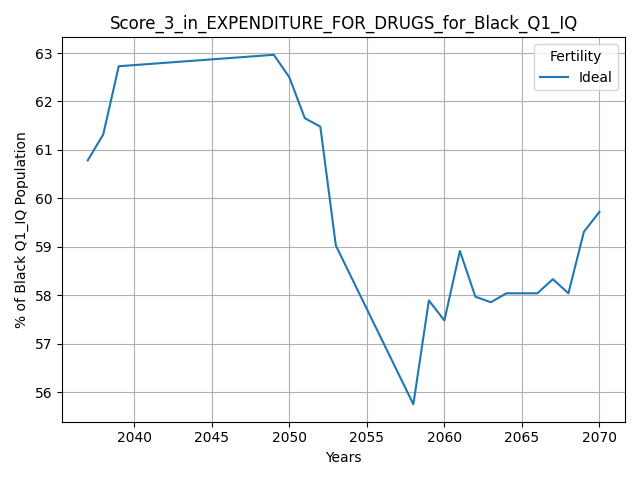 Score_3_in_EXPENDITURE_FOR_DRUGS_for_Black_Q1_IQ
Fertility
Ideal
% of Black Q1_IQ Population
63
62
61
60
59
58
57
56
2040 2045 2050 2055 2060 2065 2070
Years